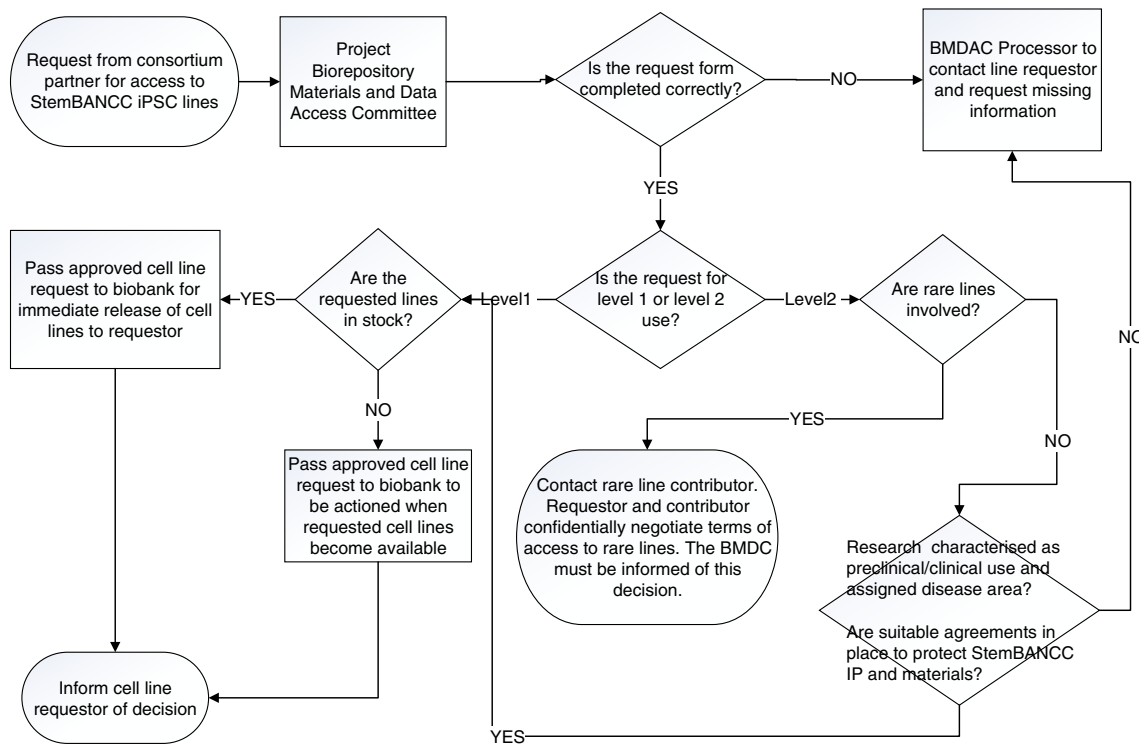 Request from consortium
partner for access to
StemBANCC iPSC lines
Project
Biorepository
Materials and Data
Access Committee
Is the request form
completed correctly?
NO
BMDAC Processor to
contact line requestor
and request missing
information
YES
Pass approved cell line
request to biobank for
immediate release of cell
lines to requestor
YES
Are the
requested lines
in stock?
Level1
Is the request for
level 1 or level 2
use?
Level2
Are rare lines
involved?
NO
NO
YES
NO
Pass approved cell line
request to biobank to
be actioned when
requested cell lines
become available
Contact rare line contributor.
Requestor and contributor
confidentially negotiate terms of
access to rare lines. The BMDC
must be informed of this
decision.
Research characterised as
preclinical/clinical use and
assigned disease area?
Are suitable agreements in
place to protect StemBANCC
IP and materials?
Inform cell line
requestor of decision
YES